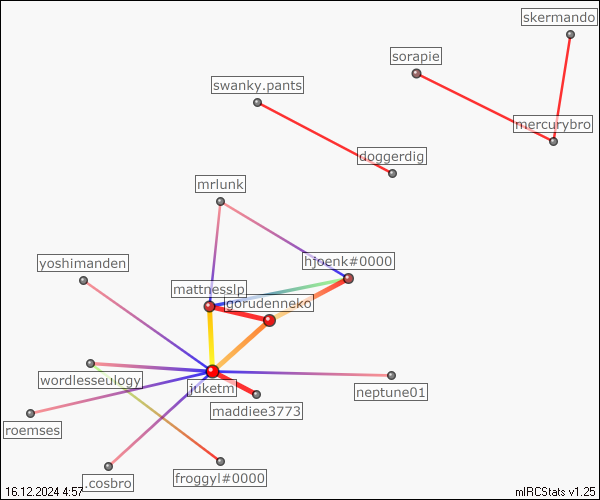 skermando
sorapie
swanky.pants
mercurybro
doggerdig
mrlunk
hjoenk#0000
yoshimanden
mattnesslp
gorudenneko
wordlesseulogy
juketm
neptune01
maddiee3773
roemses
froggyl#0000
.cosbro
16.12.2024 4:57
mIRCStats v1.25